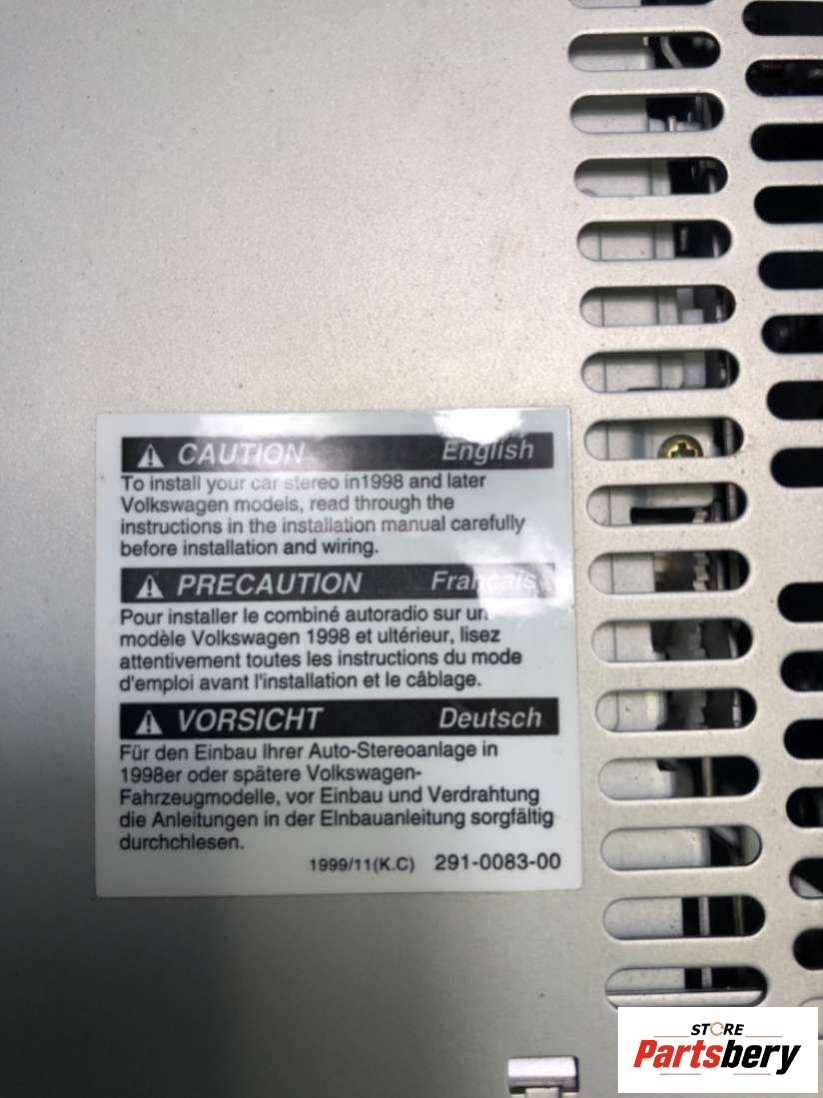 CAUTION English
To install your car stereo in1998 and later
Volkswagen models, read through the
instructions in the installation manual carefully
before installation and wiring.
PRECAUTION Francais
Pour installer le combiné autoradio sur un
modèle Volkswagen 1998 et ultérieur, lisez
attentivement toutes les instructions du mode
d'emploi avant l'installation et le câblage.
VORSICHT Deutsch
Für den Einbau Ihrer Auto-Stereoanlage in
1998er oder spätere Volkswagen-
Fahrzeugmodelle, vor Einbau und Verdrahtung
die Anleitungen in der EInbauanleitung sorgfältig
durchchlesen.
1999/11(K.C) 291-0083-00
STORE
Partsbery